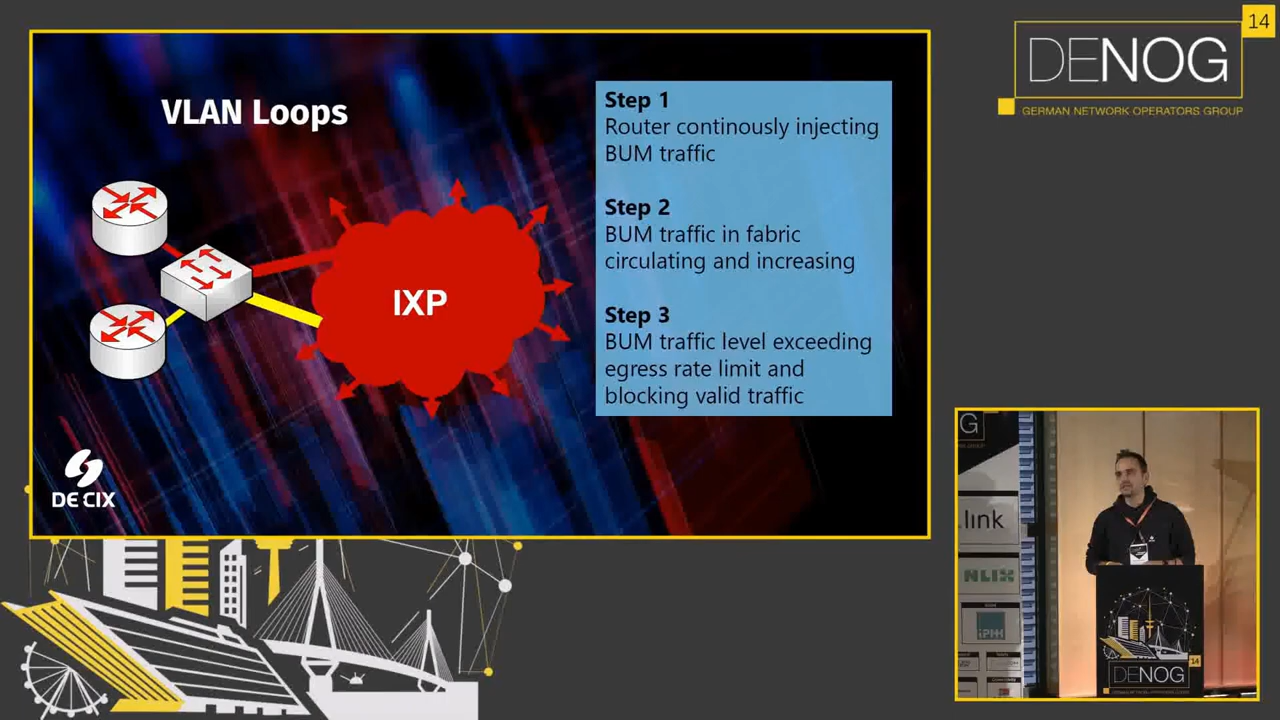 14
DENOG
GERMAN NETWORK OPERATORS GROUP
VLAN Loops
IXP
Step 1
Router continously injecting
BUM traffic
Step 2
BUM traffic in fabric
circulating and increasing
Step 3
BUM traffic level exceeding
egress rate limit and
blocking valid traffic
DE CIX
G
.link
NLIX
iPHH
DENOG
14